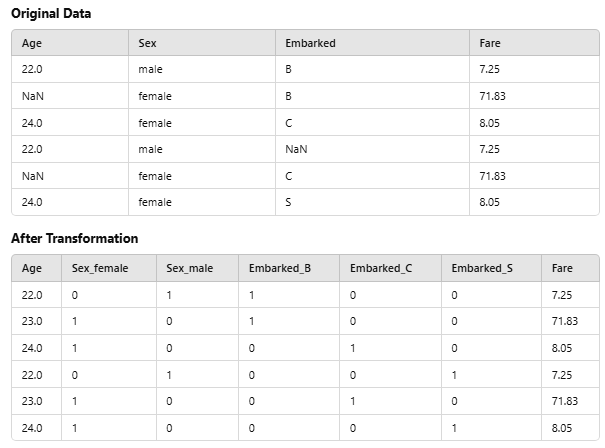 Original Data
Age Sex Embarked Fare
22.0 male B 7.25
NaN female B 71.83
24.0 female C 8.05
22.0 male NaN 7.25
NaN female C 71.83
24.0 female S 8.05
After Transformation
Age Sex_female Sex_male Embarked_B Embarked_C Embarked_S Fare
22.0 0 1 1 0 0 7.25
23.0 1 0 1 0 0 71.83
24.0 1 0 0 1 0 8.05
22.0 0 1 0 0 1 7.25
23.0 1 0 0 1 0 71.83
24.0 1 0 0 0 1 8.05